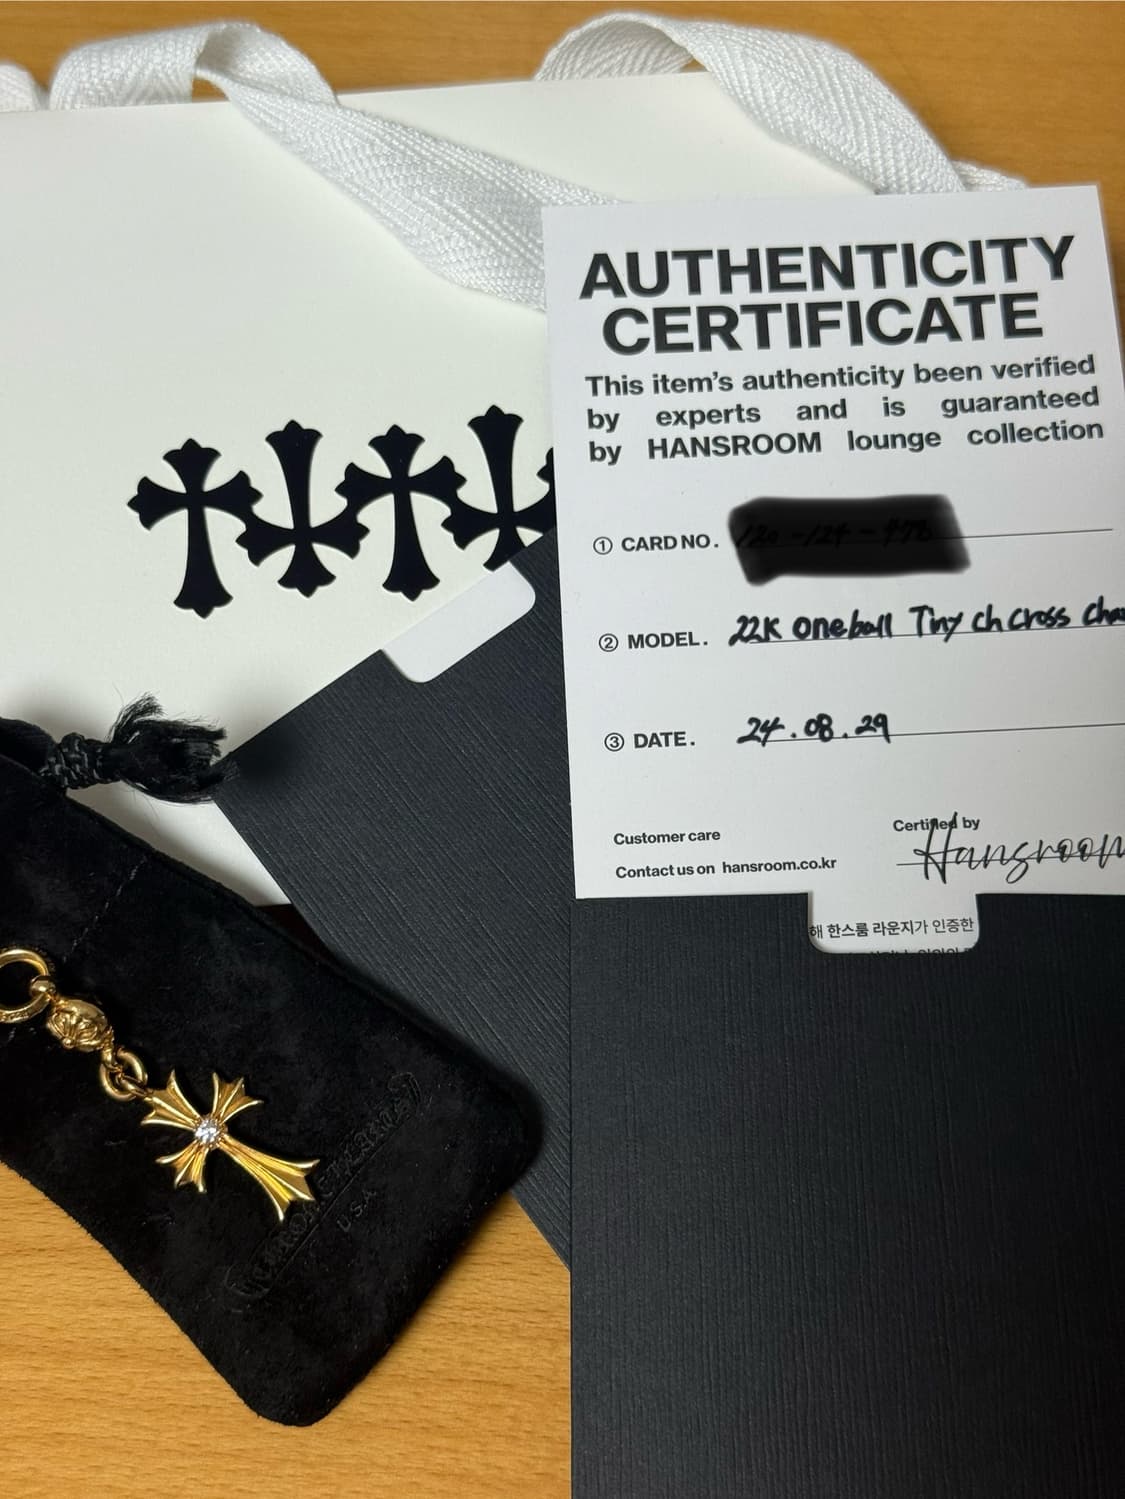 AUTHENTICITY
CERTIFICATE
This item's authenticity been verified
by experts and is guaranteed
by HANSROOM lounge collection
① CARD NO.
② MODEL. 22K oneball Tiny ch cross cha
③ DATE. 24.08.29
Customer care
Contact us on hansroom.co.kr
Certified by
Hansroom
해 한스룸 라운지가 인증한
U.S.A.